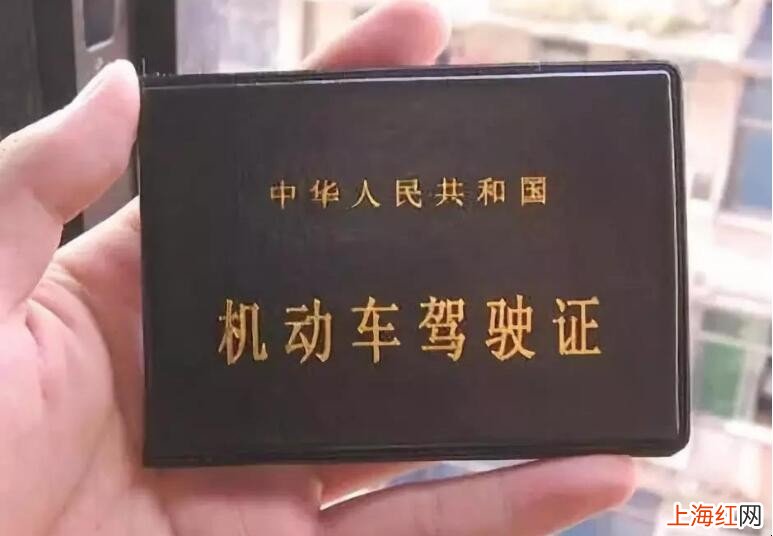 中华人民共和国
机动车驾驶证
上海红网